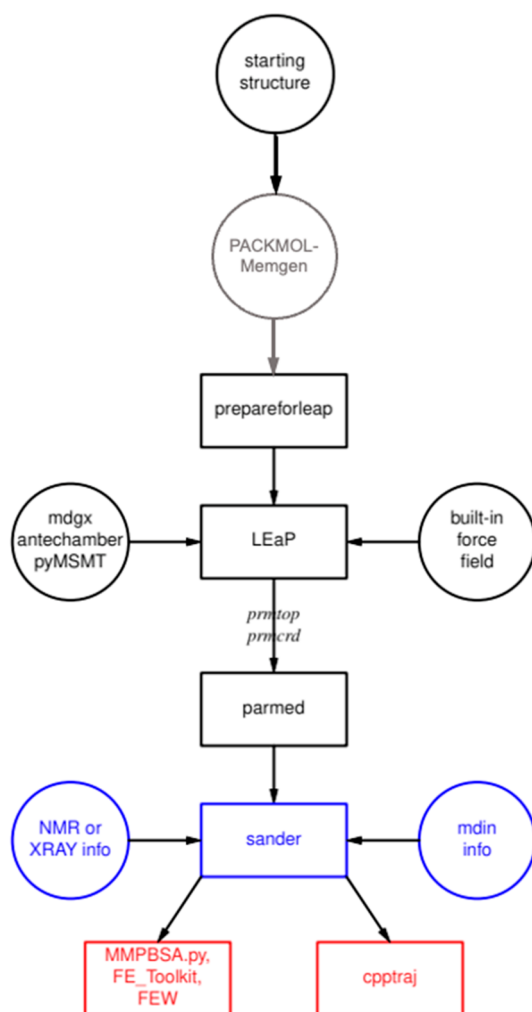 starting
structure
PACKMOL-
Memgen
prepareforleap
mdgx
antechamber
pyMSMT
LEaP
built-in
force
field
prmtop
prmcrd
parmed
NMR or
XRAY info
sander
mdin
info
MMPBSA.py,
FE_Toolkit,
FEW
cpptraj